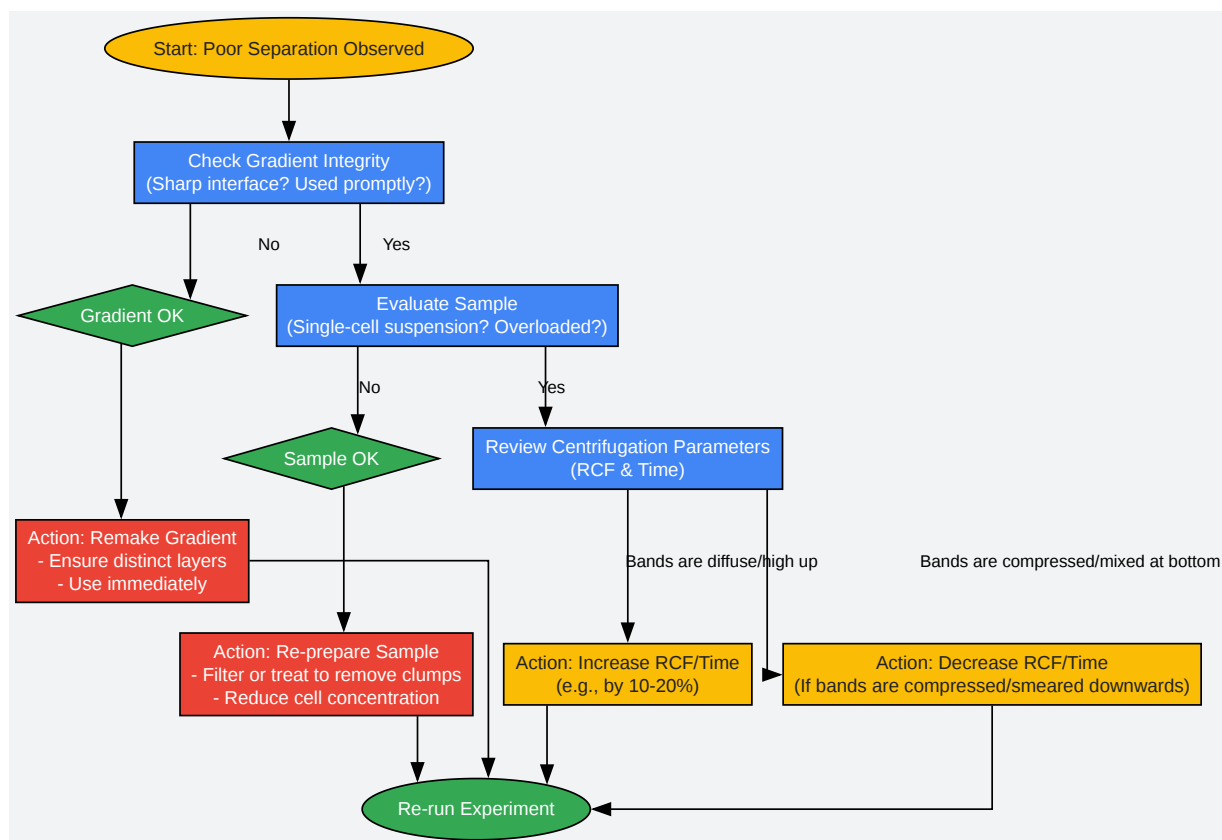 Start: Poor Separation Observed
Check Gradient Integrity
(Sharp interface? Used promptly?)
No
Yes
Gradient OK
Evaluate Sample
(Single-cell suspension? Overloaded?)
No
Yes
Sample OK
Review Centrifugation Parameters
(RCF & Time)
Action: Remake Gradient
- Ensure distinct layers
- Use immediately
Bands are diffuse/high up
Bands are compressed/mixed at bottom
Action: Re-prepare Sample
- Filter or treat to remove clumps
- Reduce cell concentration
Action: Increase RCF/Time
(e.g., by 10-20%)
Action: Decrease RCF/Time
(If bands are compressed/smeared downwards)
Re-run Experiment